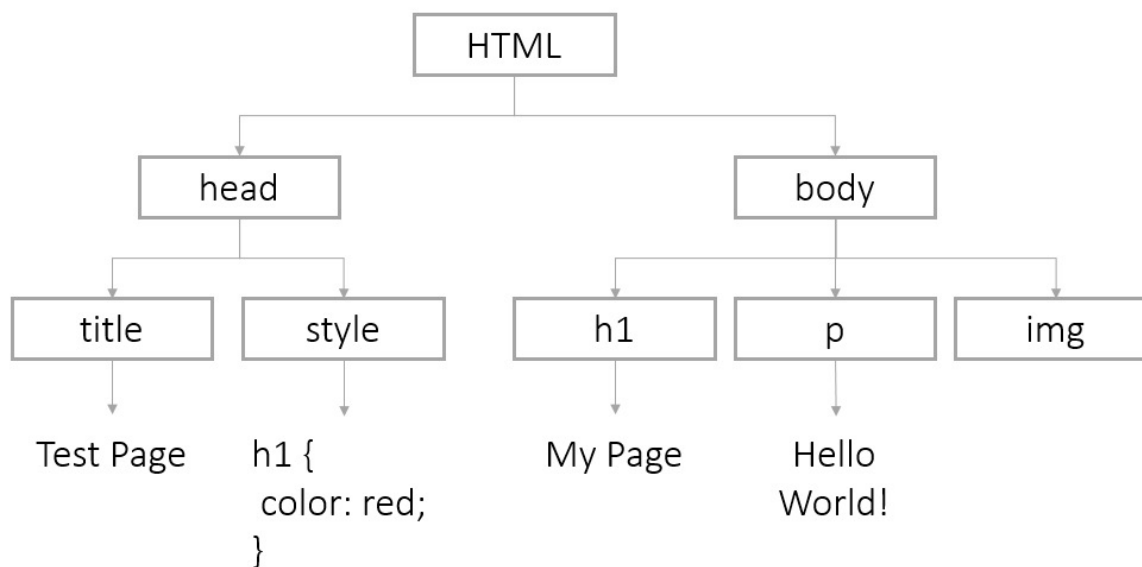 HTML
head
body
title
style
h1
p
img
Test Page
h1 {
color: red;
}
My Page
Hello
World!